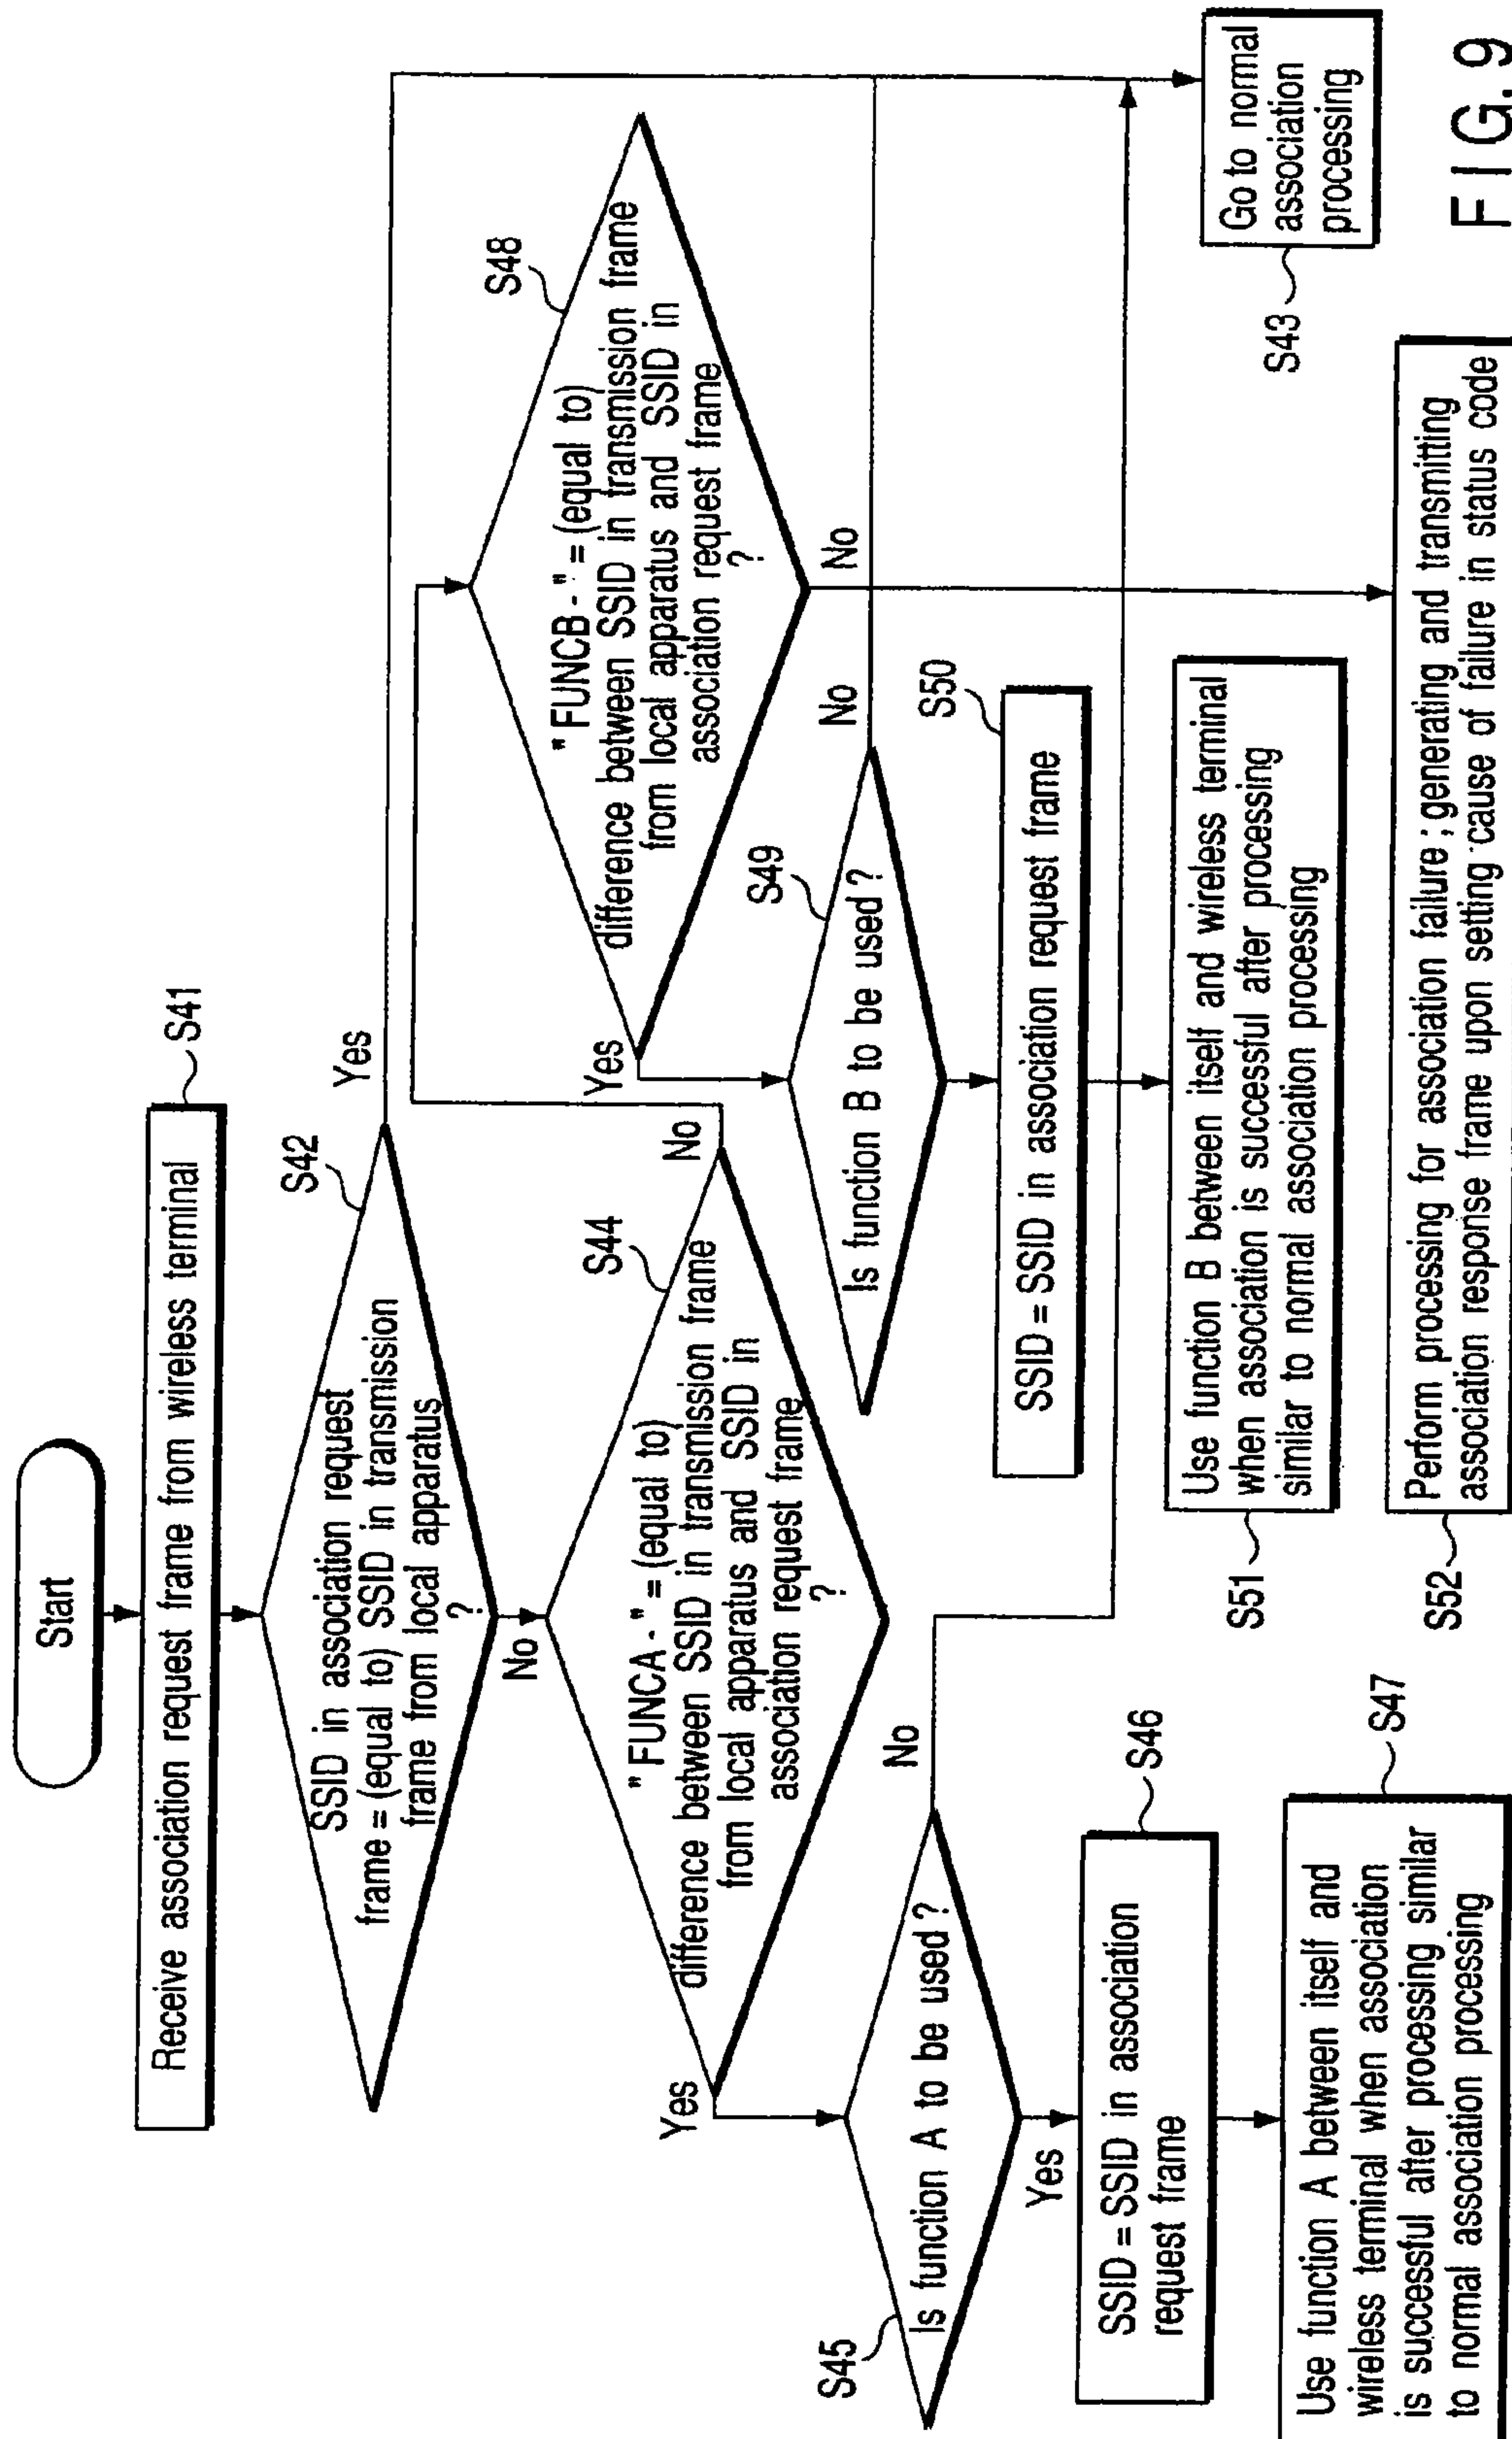 Start
Receive association request frame from wireless terminal
S41
SSID in association request
frame = (equal to) SSID in transmission
frame from local apparatus
?
S42
Yes
No
"FUNCA - " = (equal to)
difference between SSID in transmission frame
from local apparatus and SSID in
association request frame
?
S44
Yes
No
Is function A to be used ?
S45
No
Yes
SSID = SSID in association
request frame
S46
Use function A between itself and
wireless terminal when association
is successful after processing similar
to normal association processing
S47
"FUNCB - " = (equal to)
difference between SSID in transmission frame
from local apparatus and SSID in
association request frame
?
S48
Yes
No
Is function B to be used ?
S49
No
SSID = SSID in association request frame
S50
Use function B between itself and wireless terminal
when association is successful after processing
similar to normal association processing
S51
Perform processing for association failure ; generating and transmitting
association response frame upon setting cause of failure in status code
S52
Go to normal
association
processing
S43
FIG. 9